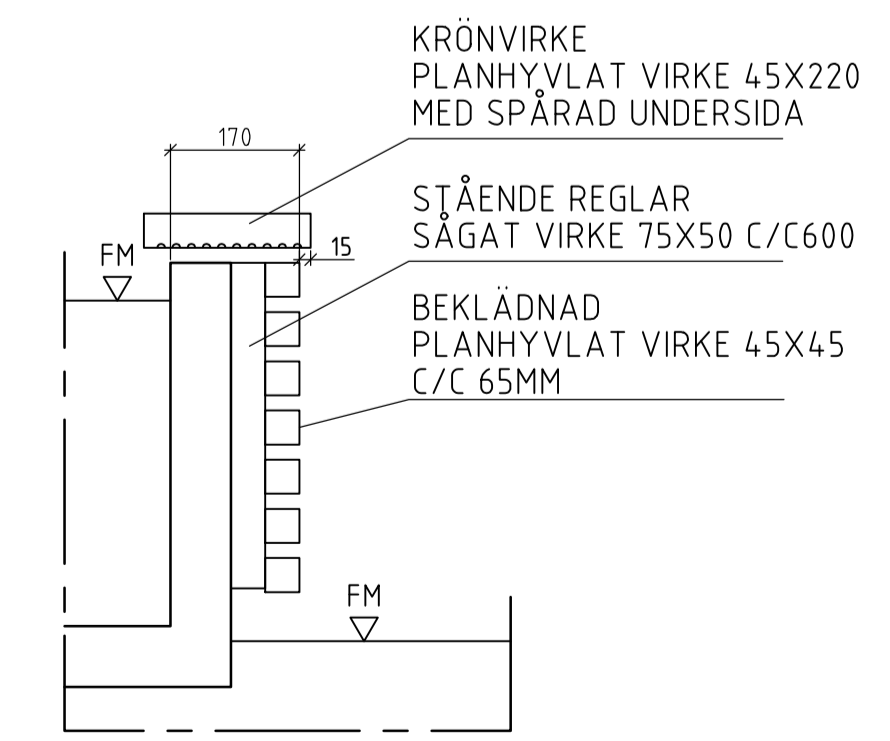 KRÖNVIRKE
PLANHYVLAT VIRKE 45X220
MED SPÅRAD UNDERSIDA
170
STÅENDE REGLAR
SÅGAT VIRKE 75X50 C/C600
15
FM
BEKLÄDNAD
PLANHYVLAT VIRKE 45X45
C/C 65MM
FM